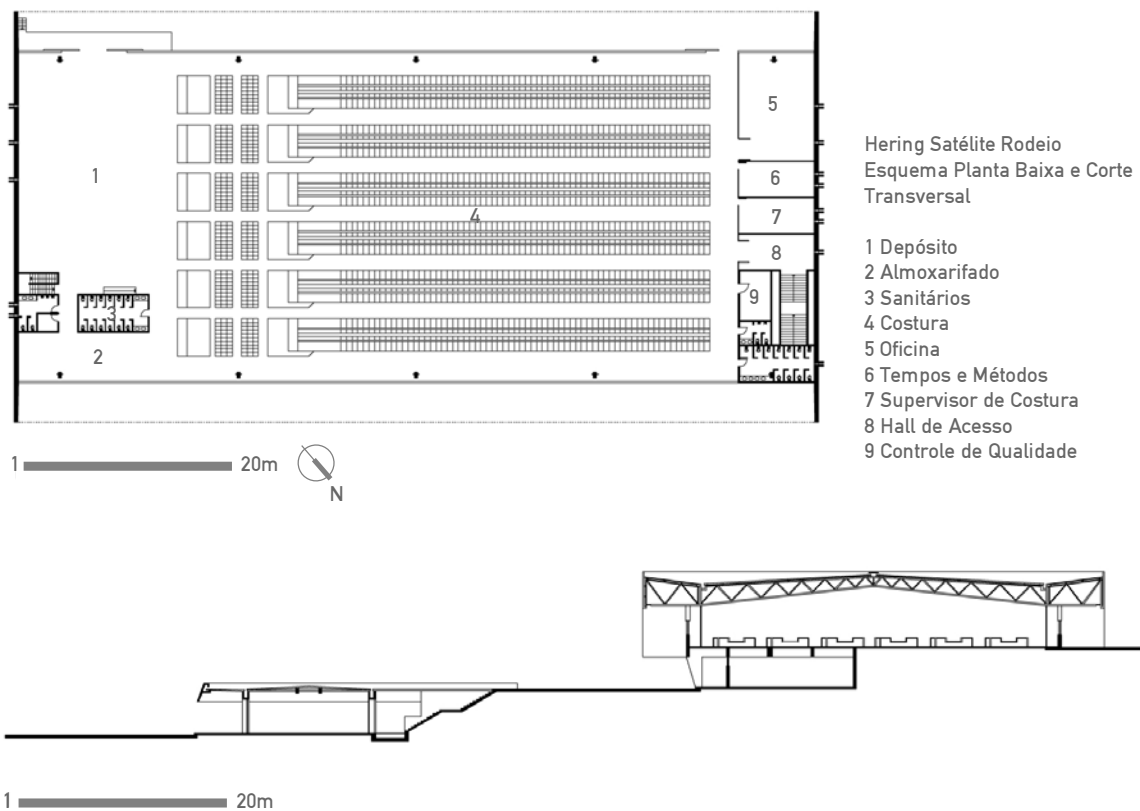 1
2
3
4
5
6
7
8
9
Hering Satélite Rodeio
Esquema Planta Baixa e Corte
Transversal
1 Depósito
2 Almoxarifado
3 Sanitários
4 Costura
5 Oficina
6 Tempos e Métodos
7 Supervisor de Costura
8 Hall de Acesso
9 Controle de Qualidade
1 20m
N
1 20m